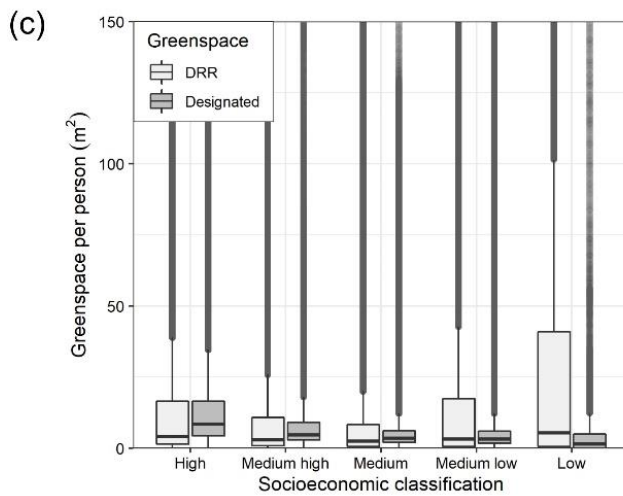 (c)
Greenspace
DRR
Designated
Greenspace per person (m²)
150
100
50
0
High
Medium high
Medium
Medium low
Low
Socioeconomic classification